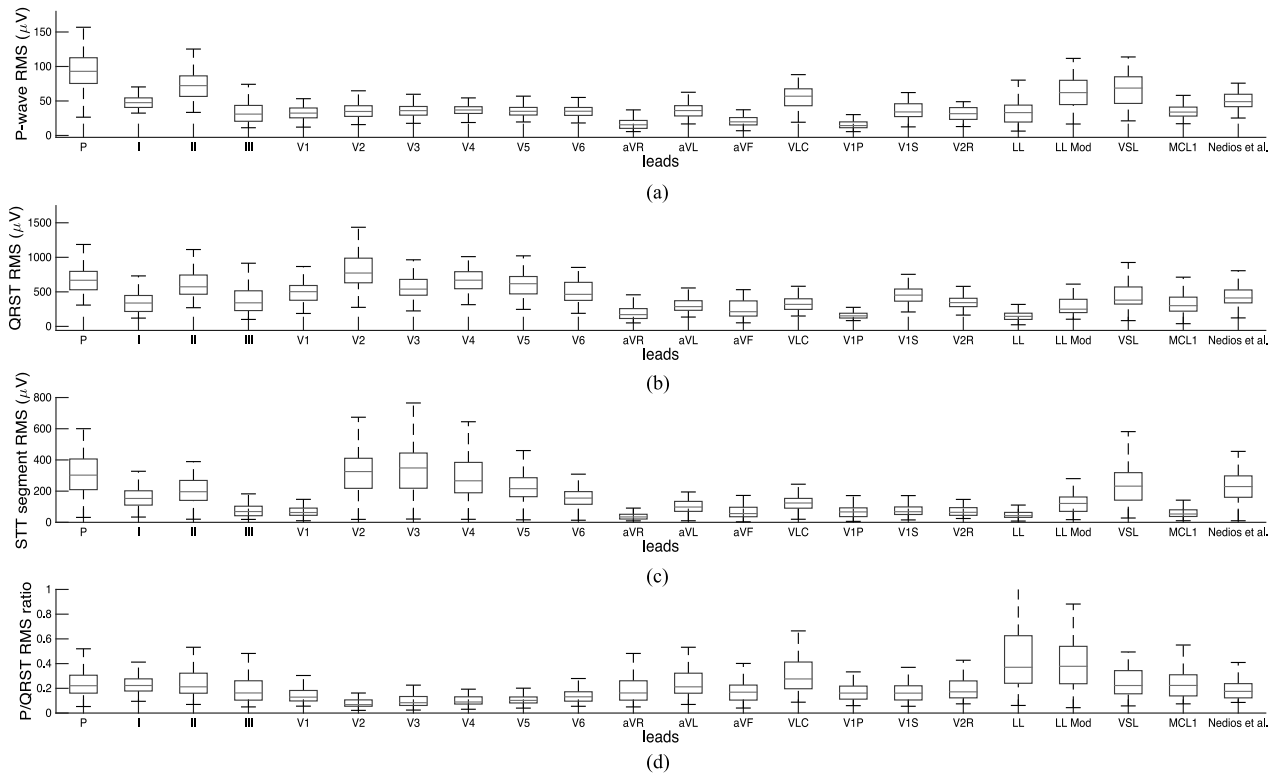 P-wave RMS (μV)
150
100
50
0
P I II III V1 V2 V3 V4 V5 V6 aVR aVL aVF VLC V1P V1S V2R LL LL Mod VSL MCL1 Nedios et al.
leads
(a)
QRST RMS (μV)
1500
1000
500
0
P I II III V1 V2 V3 V4 V5 V6 aVR aVL aVF VLC V1P V1S V2R LL LL Mod VSL MCL1 Nedios et al.
leads
(b)
STT segment RMS (μV)
800
600
400
200
0
P I II III V1 V2 V3 V4 V5 V6 aVR aVL aVF VLC V1P V1S V2R LL LL Mod VSL MCL1 Nedios et al.
leads
(c)
P/QRST RMS ratio
1
0.8
0.6
0.4
0.2
0
P I II III V1 V2 V3 V4 V5 V6 aVR aVL aVF VLC V1P V1S V2R LL LL Mod VSL MCL1 Nedios et al.
leads
(d)